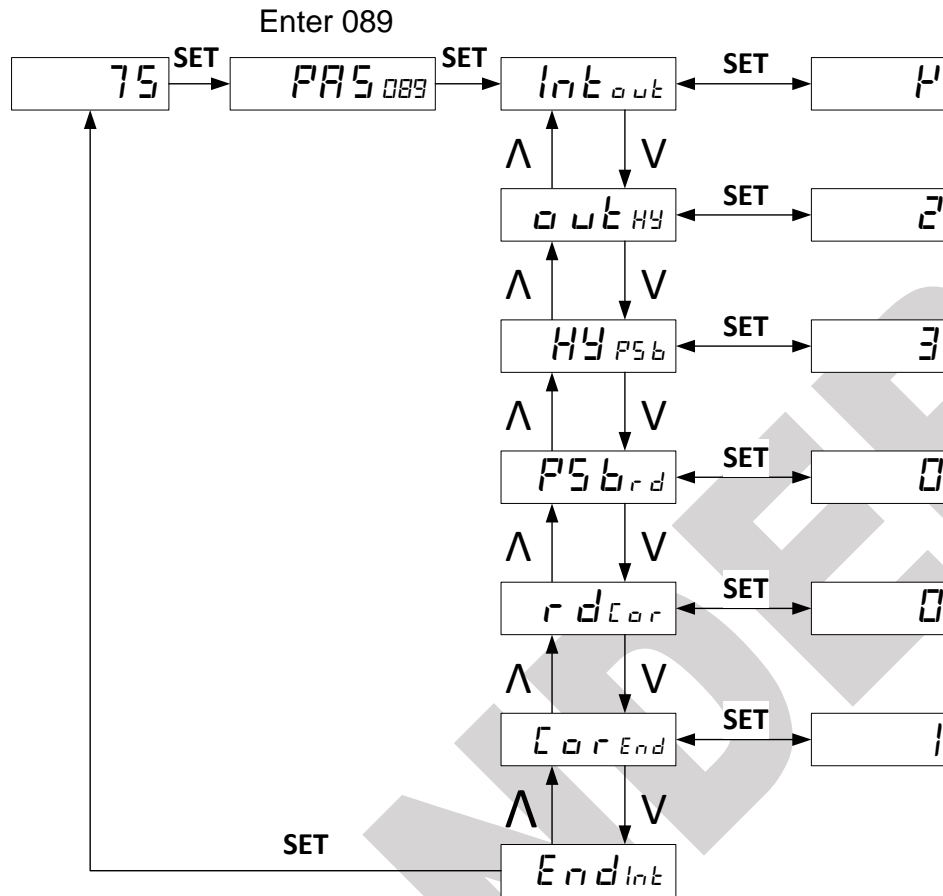 Enter 089
75 SET PAS 089 SET Int out SET
Λ V
out HY SET 2
Λ V
HY PSb SET 3
Λ V
PSb rd SET 0
Λ V
rd Cor SET 0
Λ V
Cor End SET 1
Λ V
SET End Int